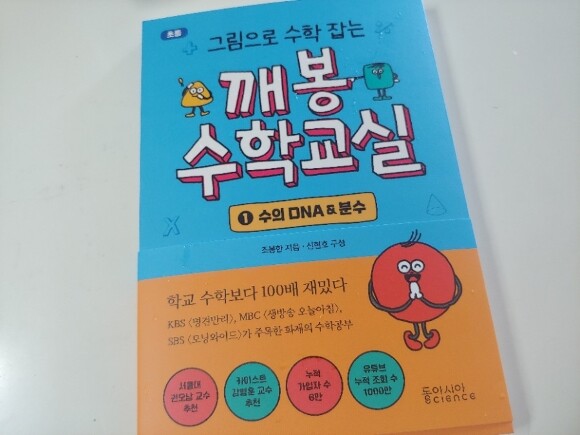 초등
그림으로 수학 잡는
깨봉
수학교실
1 수의 DNA & 분수
조봉한 지음 · 신현호 구성
학교 수학보다 100배 재밌다
KBS <명견만리>, MBC <생방송 오늘아침>,
SBS <모닝와이드>가 주목한 화제의 수학공부
서울대
권오남 교수
추천
카이스트
김형훈 교수
추천
누적
가입자 수
6만
유튜브
누적 조회 수
1000만
동아시아
Science